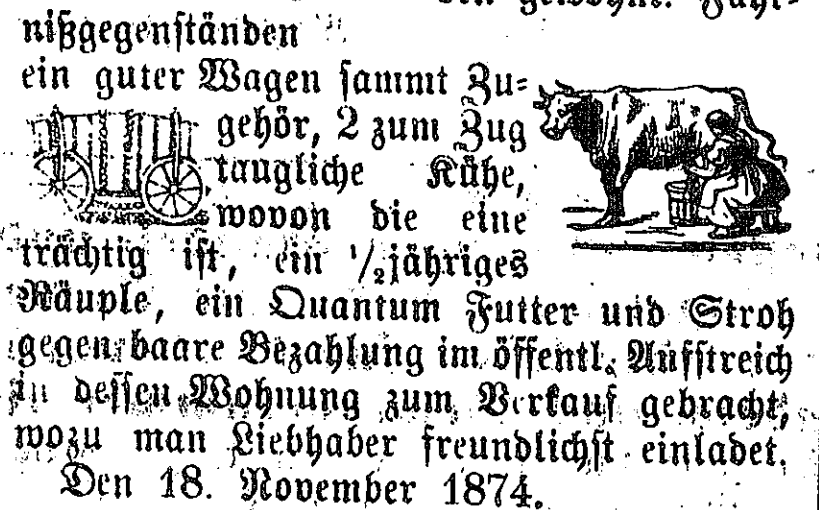 gewöhnl. Fahr-
nißgegenſtänden
ein guter Wagen ſammt Zu-
gehör, 2 zum Zug
taugliche Kühe,
wovon die eine
trächtig iſt, ein 1/2jähriges
Räuple, ein Quantum Futter und Stroh
gegen baare Bezahlung im öffentl. Aufſtreich
in deſſen Wohnung zum Verkauf gebracht,
wozu man Liebhaber freundlichſt einladet.
Den 18. November 1874.